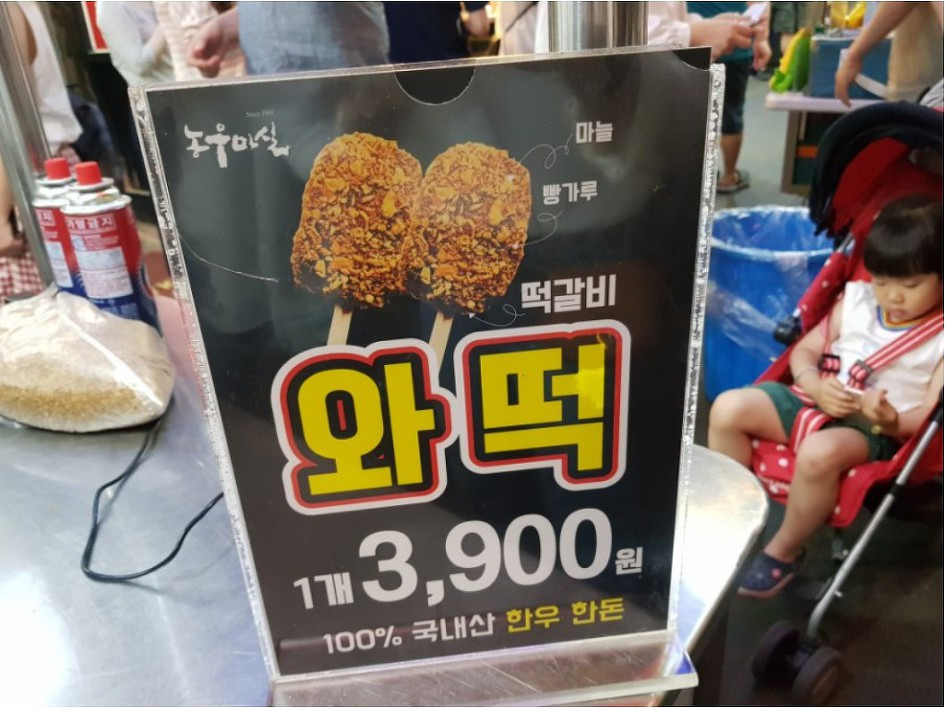 Since 1991
농우마실
마늘
빵가루
떡갈비
와떡
1개 3,900원
100% 국내산 한우 한돈